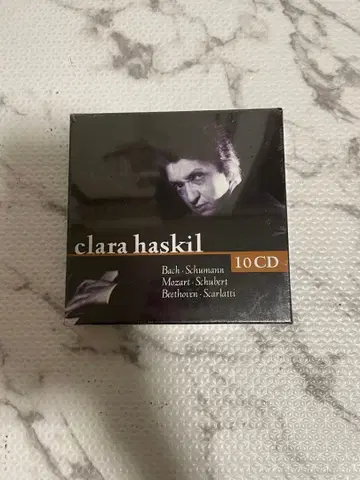 clara haskil
10 CD
Bach · Schumann
Mozart · Schubert
Beethoven · Scarlatti